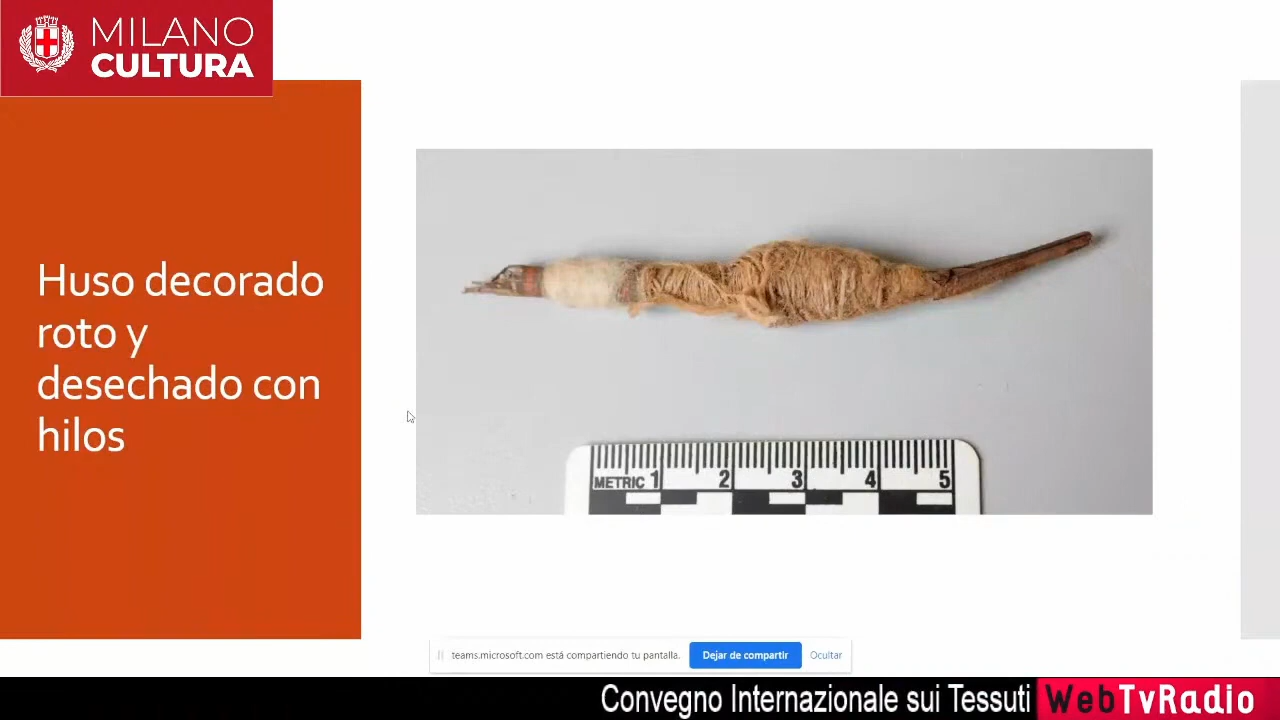 MILANO
CULTURA
Huso decorado
roto y
desechado con
hilos
METRIC 1 2 3 4 5
teams.microsoft.com está compartiendo tu pantalla. Dejar de compartir Ocultar
Convegno Internazionale sui Tessuti WebTvRadio